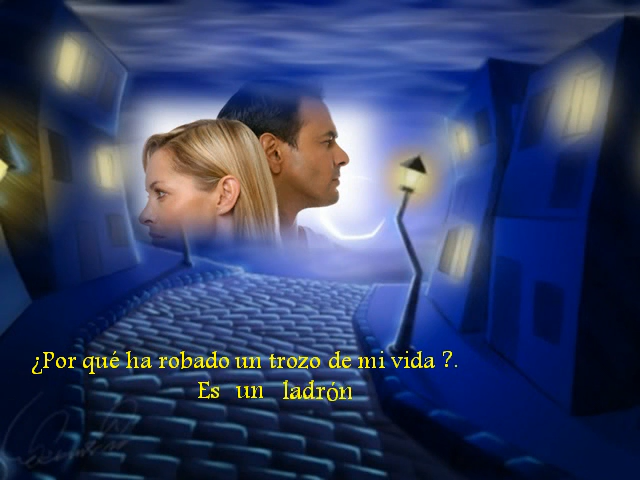 ¿Por qué ha robado un trozo de mi vida ?.
Es un ladrón